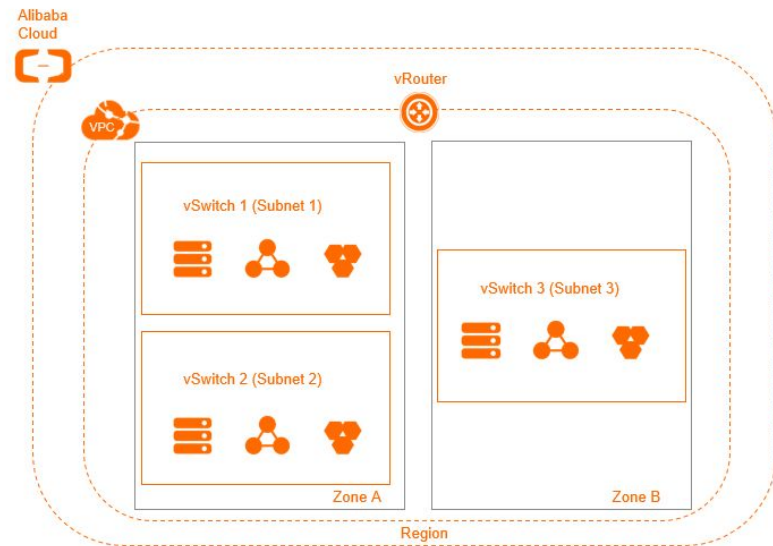 Alibaba
Cloud
vRouter
VPC
vSwitch 1 (Subnet 1)
vSwitch 2 (Subnet 2)
Zone A
vSwitch 3 (Subnet 3)
Zone B
Region